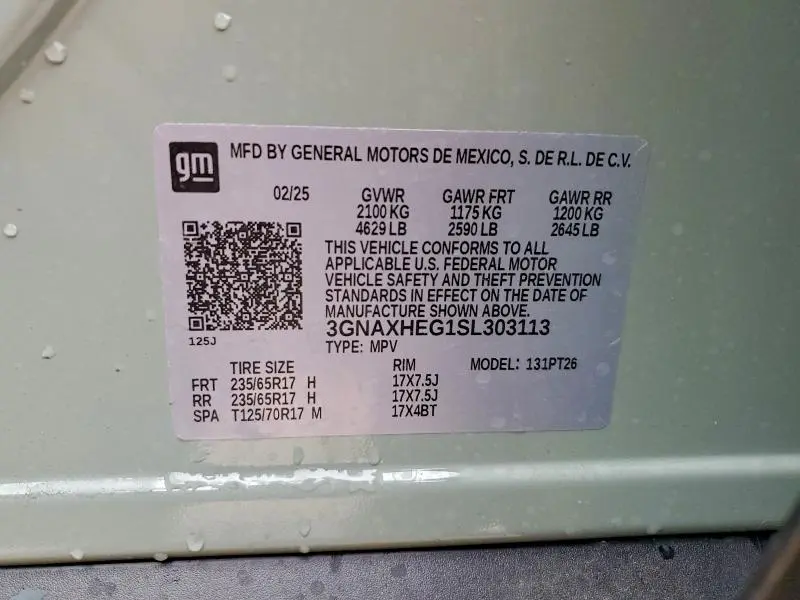 gm MFD BY GENERAL MOTORS DE MEXICO, S. DE R.L. DE C.V.
02/25 GVWR GAWR FRT GAWR RR
2100 KG 1175 KG 1200 KG
4629 LB 2590 LB 2645 LB
THIS VEHICLE CONFORMS TO ALL
APPLICABLE U.S. FEDERAL MOTOR
VEHICLE SAFETY AND THEFT PREVENTION
STANDARDS IN EFFECT ON THE DATE OF
MANUFACTURE SHOWN ABOVE.
3GNAXHEG1SL303113
125J
TYPE: MPV
TIRE SIZE RIM MODEL: 131PT26
FRT 235/65R17 H 17X7.5J
RR 235/65R17 H 17X7.5J
SPA T125/70R17 M 17X4BT